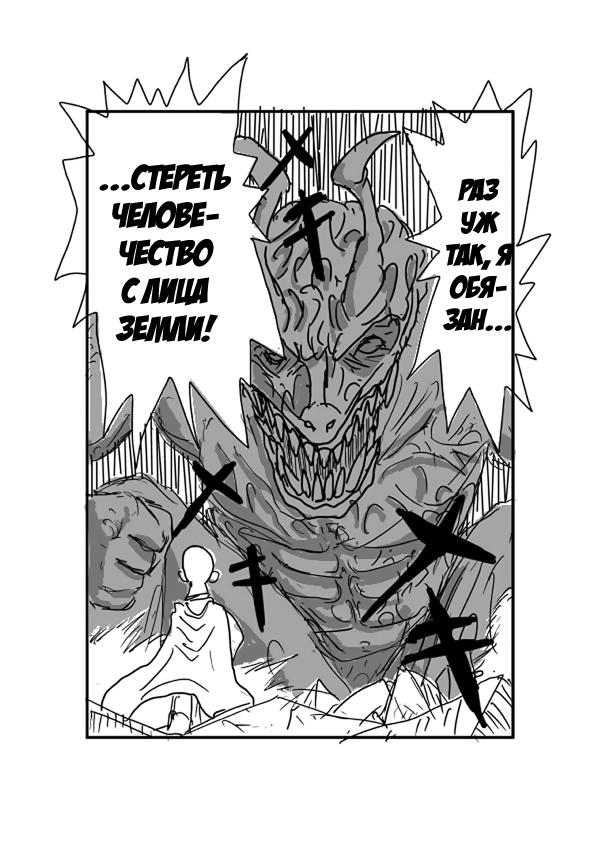 РАЗ
УЖ
ТАК, Я
ОБЯ-
ЗАН...
...СТЕРЕТЬ
ЧЕЛОВЕ-
ЧЕСТВО
С ЛИЦА
ЗЕМЛИ!